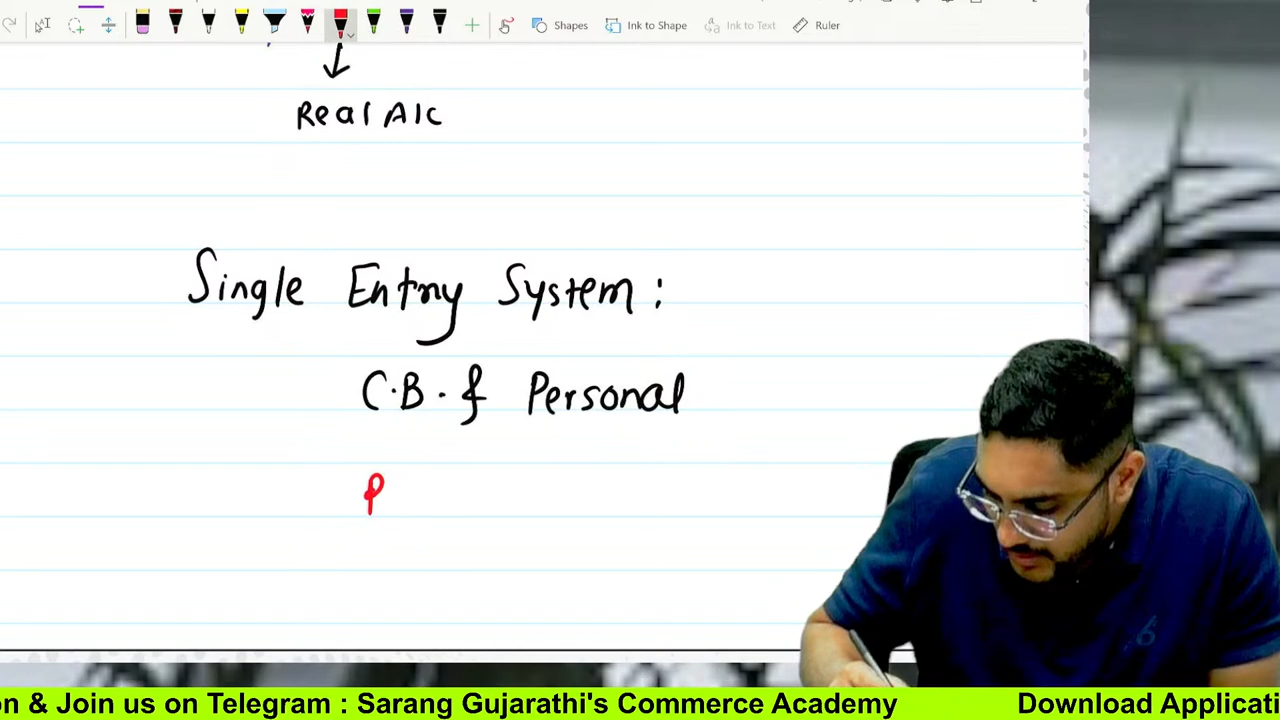 Shapes Ink to Shape Ink to Text Ruler
Real A/c
Single Entry System :
C.B. & Personal
P
on & Join us on Telegram : Sarang Gujarathi's Commerce Academy Download Applicati